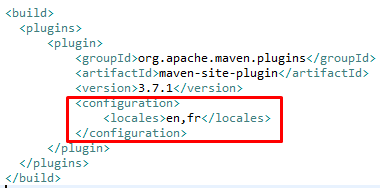 <build>
<plugins>
<plugin>
<groupId>org.apache.maven.plugins</groupId>
<artifactId>maven-site-plugin</artifactId>
<version>3.7.1</version>
<configuration>
<locales>en,fr</locales>
</configuration>
</plugin>
</plugins>
</build>